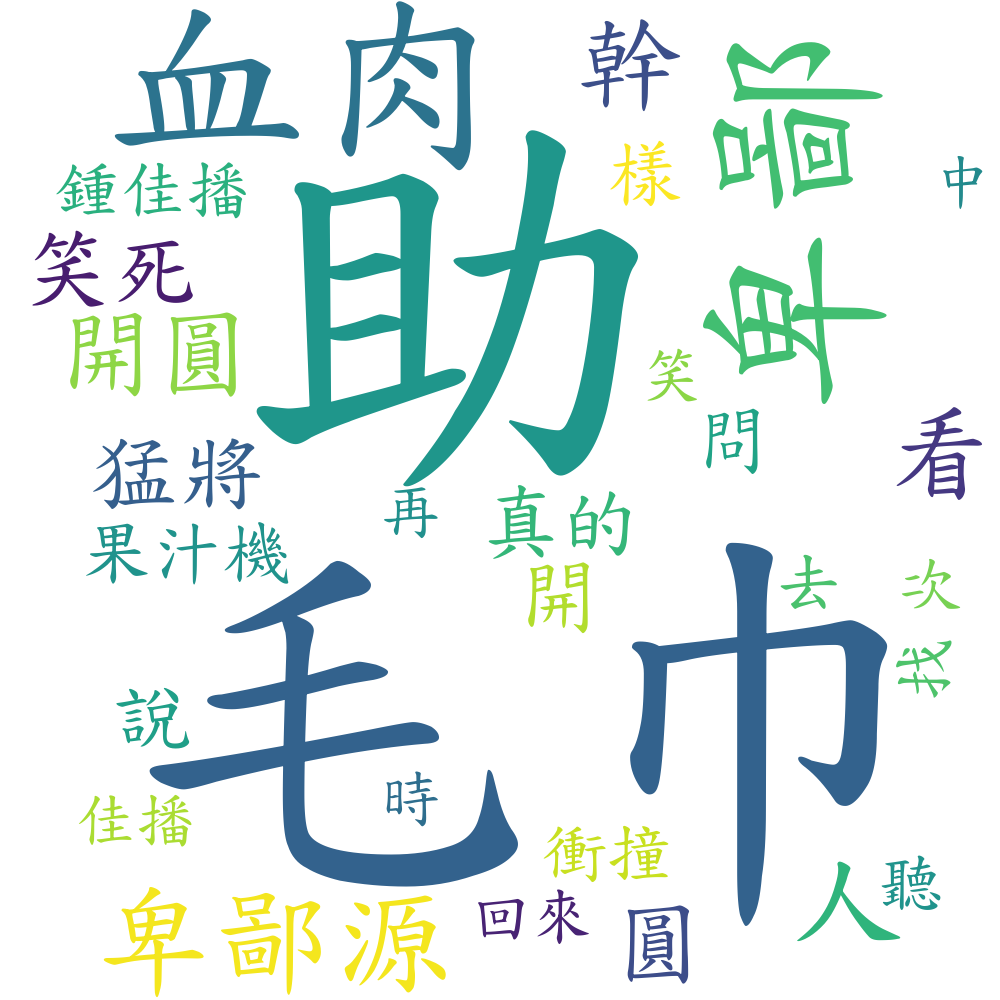 血肉
幹
卑鄙
樣
中
鍾佳播
助
笑死
開圓
笑
問
看
猛將
再
真的
果汁機
開
去
次
找
毛巾
說
時
佳播
衝撞
人
聽
卑鄙源
回來
圓